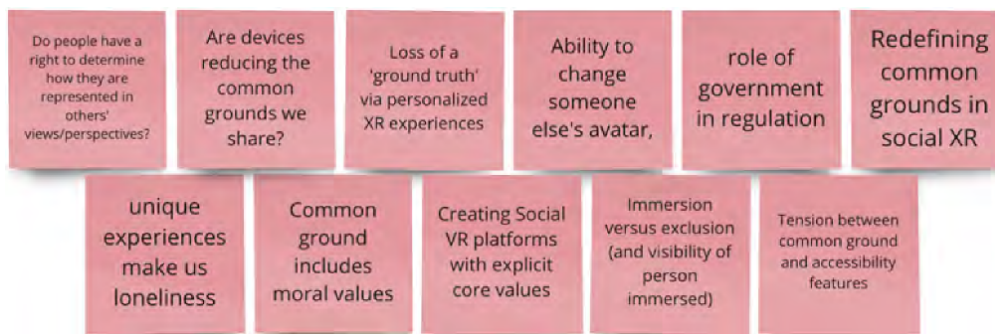 Do people have a
right to determine
how they are
represented in
others'
views/perspectives?
Are devices
reducing the
common
grounds we
share?
Loss of a
'ground truth'
via personalized
XR experiences
Ability to
change
someone
else's avatar,
role of
government
in regulation
Redefining
common
grounds in
social XR
unique
experiences
make us
loneliness
Common
ground
includes
moral values
Creating Social
VR platforms
with explicit
core values
Immersion
versus exclusion
(and visibility of
person
immersed)
Tension between
common ground
and accessibility
features